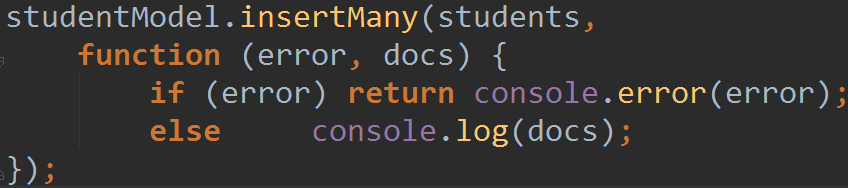 studentModel.insertMany(students,
    function (error, docs) {
        if (error) return console.error(error);
        else    console.log(docs);
});